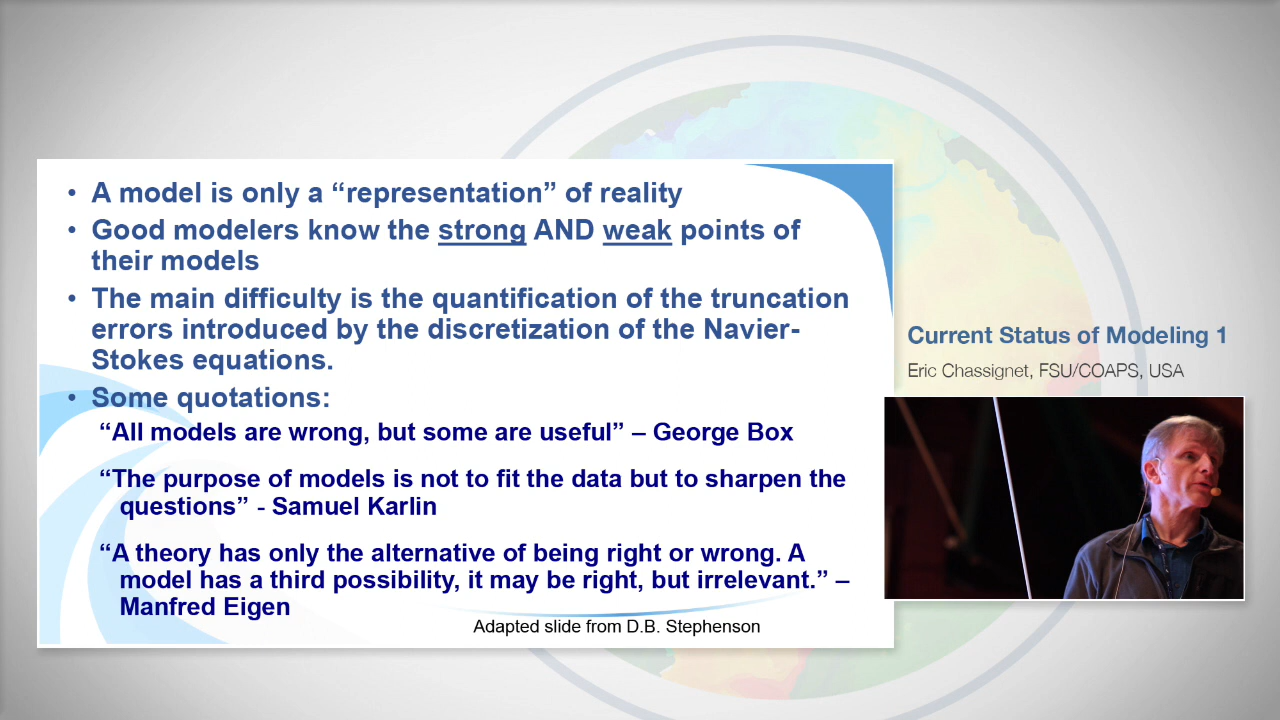 • A model is only a “representation” of reality
• Good modelers know the strong AND weak points of
their models
• The main difficulty is the quantification of the truncation
errors introduced by the discretization of the Navier-
Stokes equations.
• Some quotations:
“All models are wrong, but some are useful” – George Box
“The purpose of models is not to fit the data but to sharpen the
questions” - Samuel Karlin
“A theory has only the alternative of being right or wrong. A
model has a third possibility, it may be right, but irrelevant.” –
Manfred Eigen
Adapted slide from D.B. Stephenson
Current Status of Modeling 1
Eric Chassignet, FSU/COAPS, USA